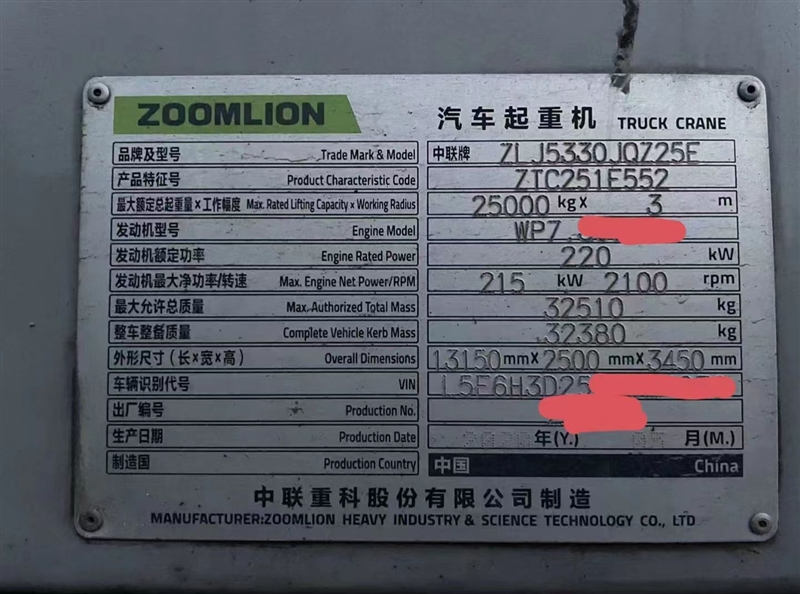 ZOOMLION 汽车起重机 TRUCK CRANE
品牌及型号 Trade Mark & Model 中联牌 ZLJ5330JQZ25E
产品特征号 Product Characteristic Code ZTC251E552
最大额定总起重量×工作幅度 Max. Rated Lifting Capacity × Working Radius 25000 kg× 3 m
发动机型号 Engine Model WP7
发动机额定功率 Engine Rated Power 220 kW
发动机最大净功率/转速 Max. Engine Net Power/RPM 215 kW 2100 rpm
最大允许总质量 Max. Authorized Total Mass 32510 kg
整车整备质量 Complete Vehicle Kerb Mass 32380 kg
外形尺寸(长×宽×高) Overall Dimensions 13150mm×2500 mm×3450 mm
车辆识别代号 VIN L5E6H3D25
出厂编号 Production No.
生产日期 Production Date 2020 年(Y.) 05 月(M.)
制造国 Production Country 中国 China
中联重科股份有限公司制造
MANUFACTURER:ZOOMLION HEAVY INDUSTRY & SCIENCE TECHNOLOGY CO., LTD